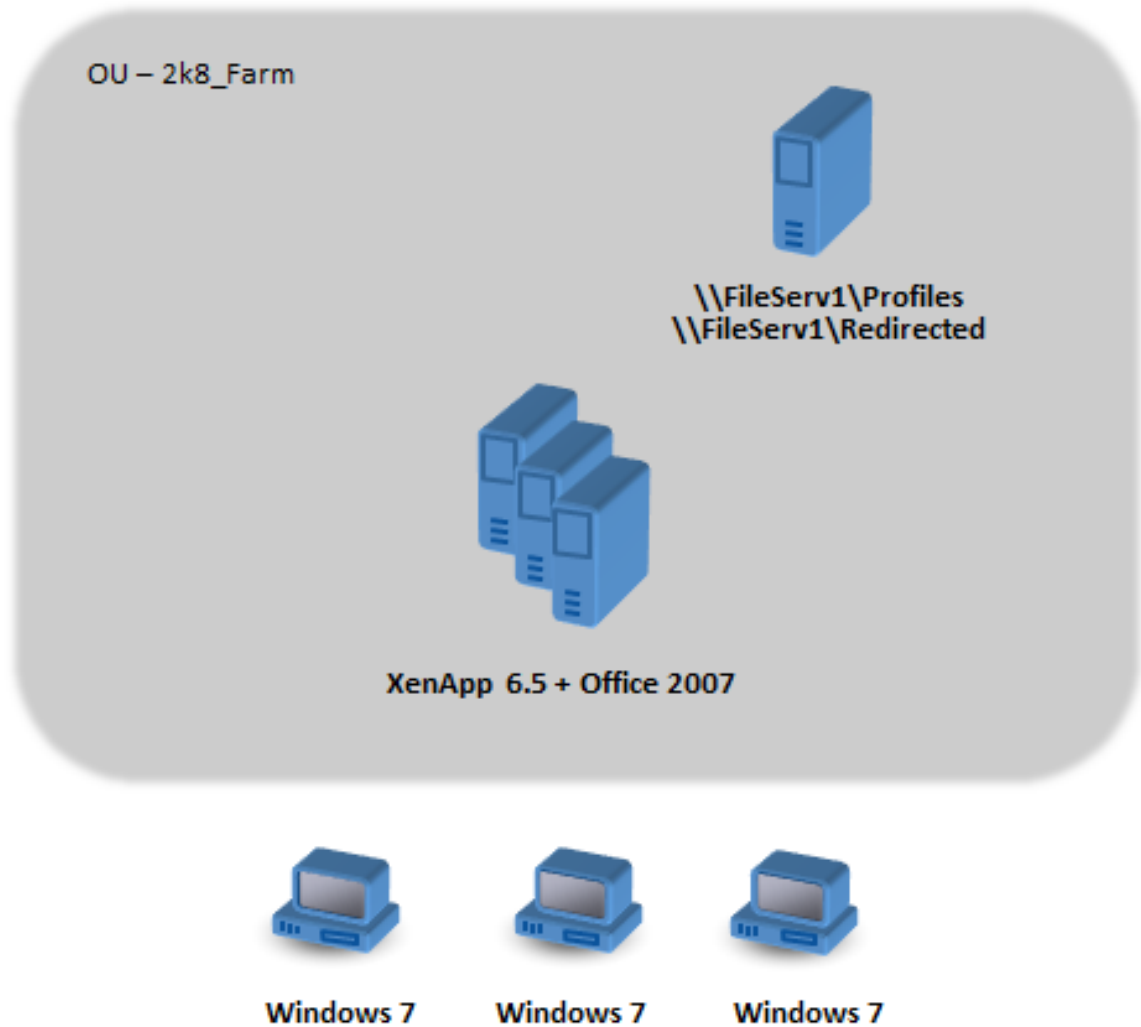 OU – 2k8_Farm
\\FileServ1\Profiles
\\FileServ1\Redirected
XenApp 6.5 + Office 2007
Windows 7
Windows 7
Windows 7